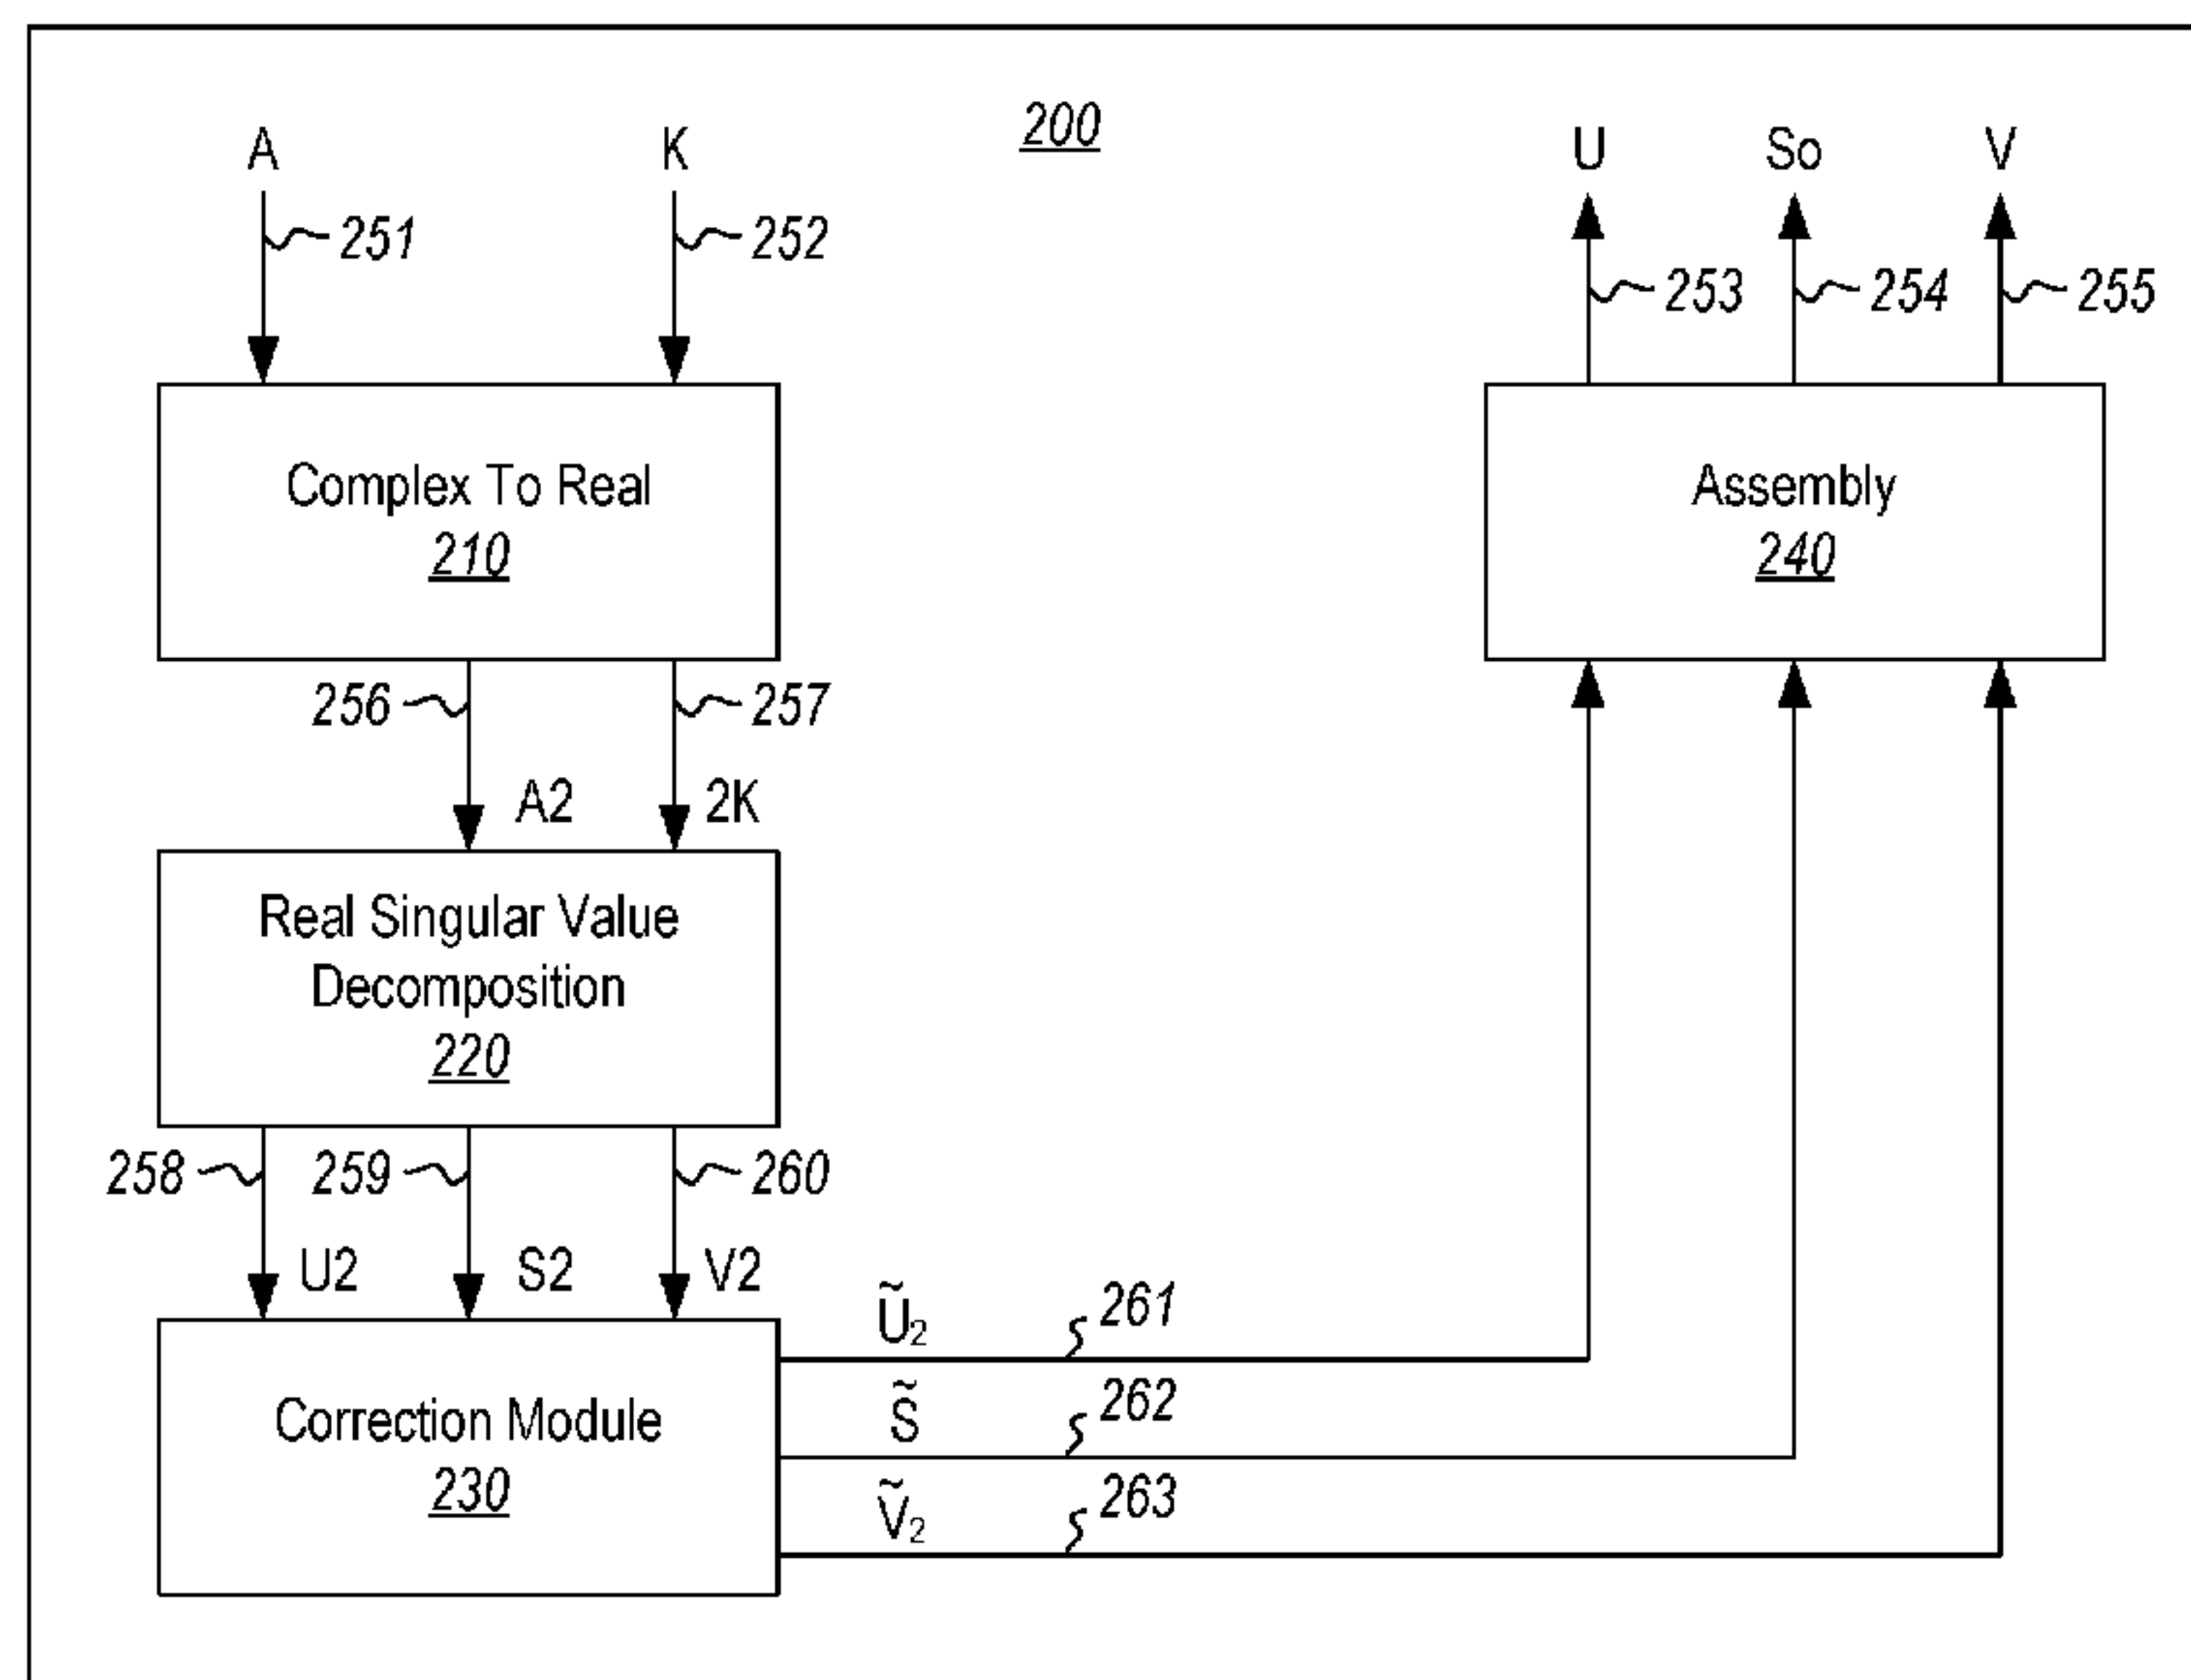 200
A
K
251
252
Complex To Real
210
256
257
A2
2K
Real Singular Value
Decomposition
220
258
259
260
U2
S2
V2
Correction Module
230
Ũ₂
261
S̃
262
Ṽ₂
263
U
So
V
253
254
255
Assembly
240